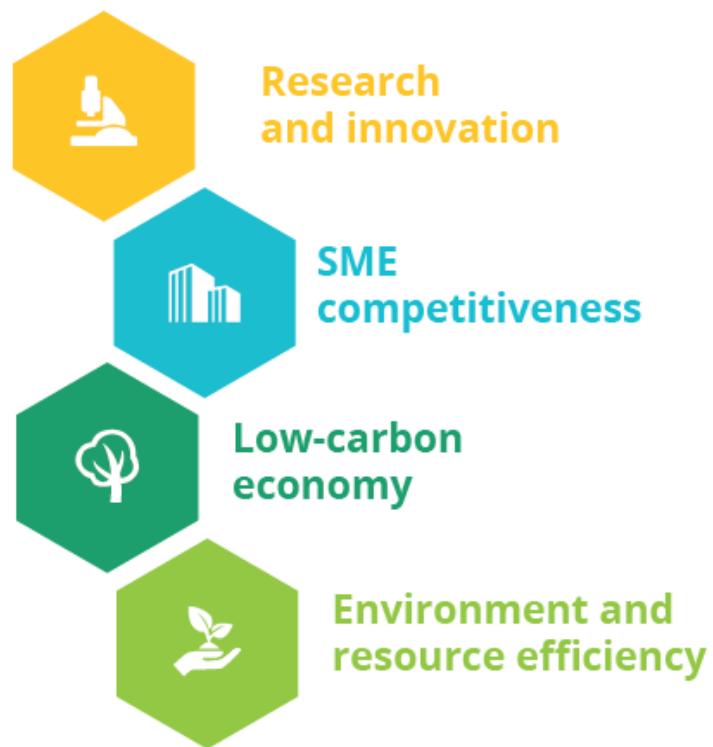 Research
and innovation
SME
competitiveness
Low-carbon
economy
Environment and
resource efficiency